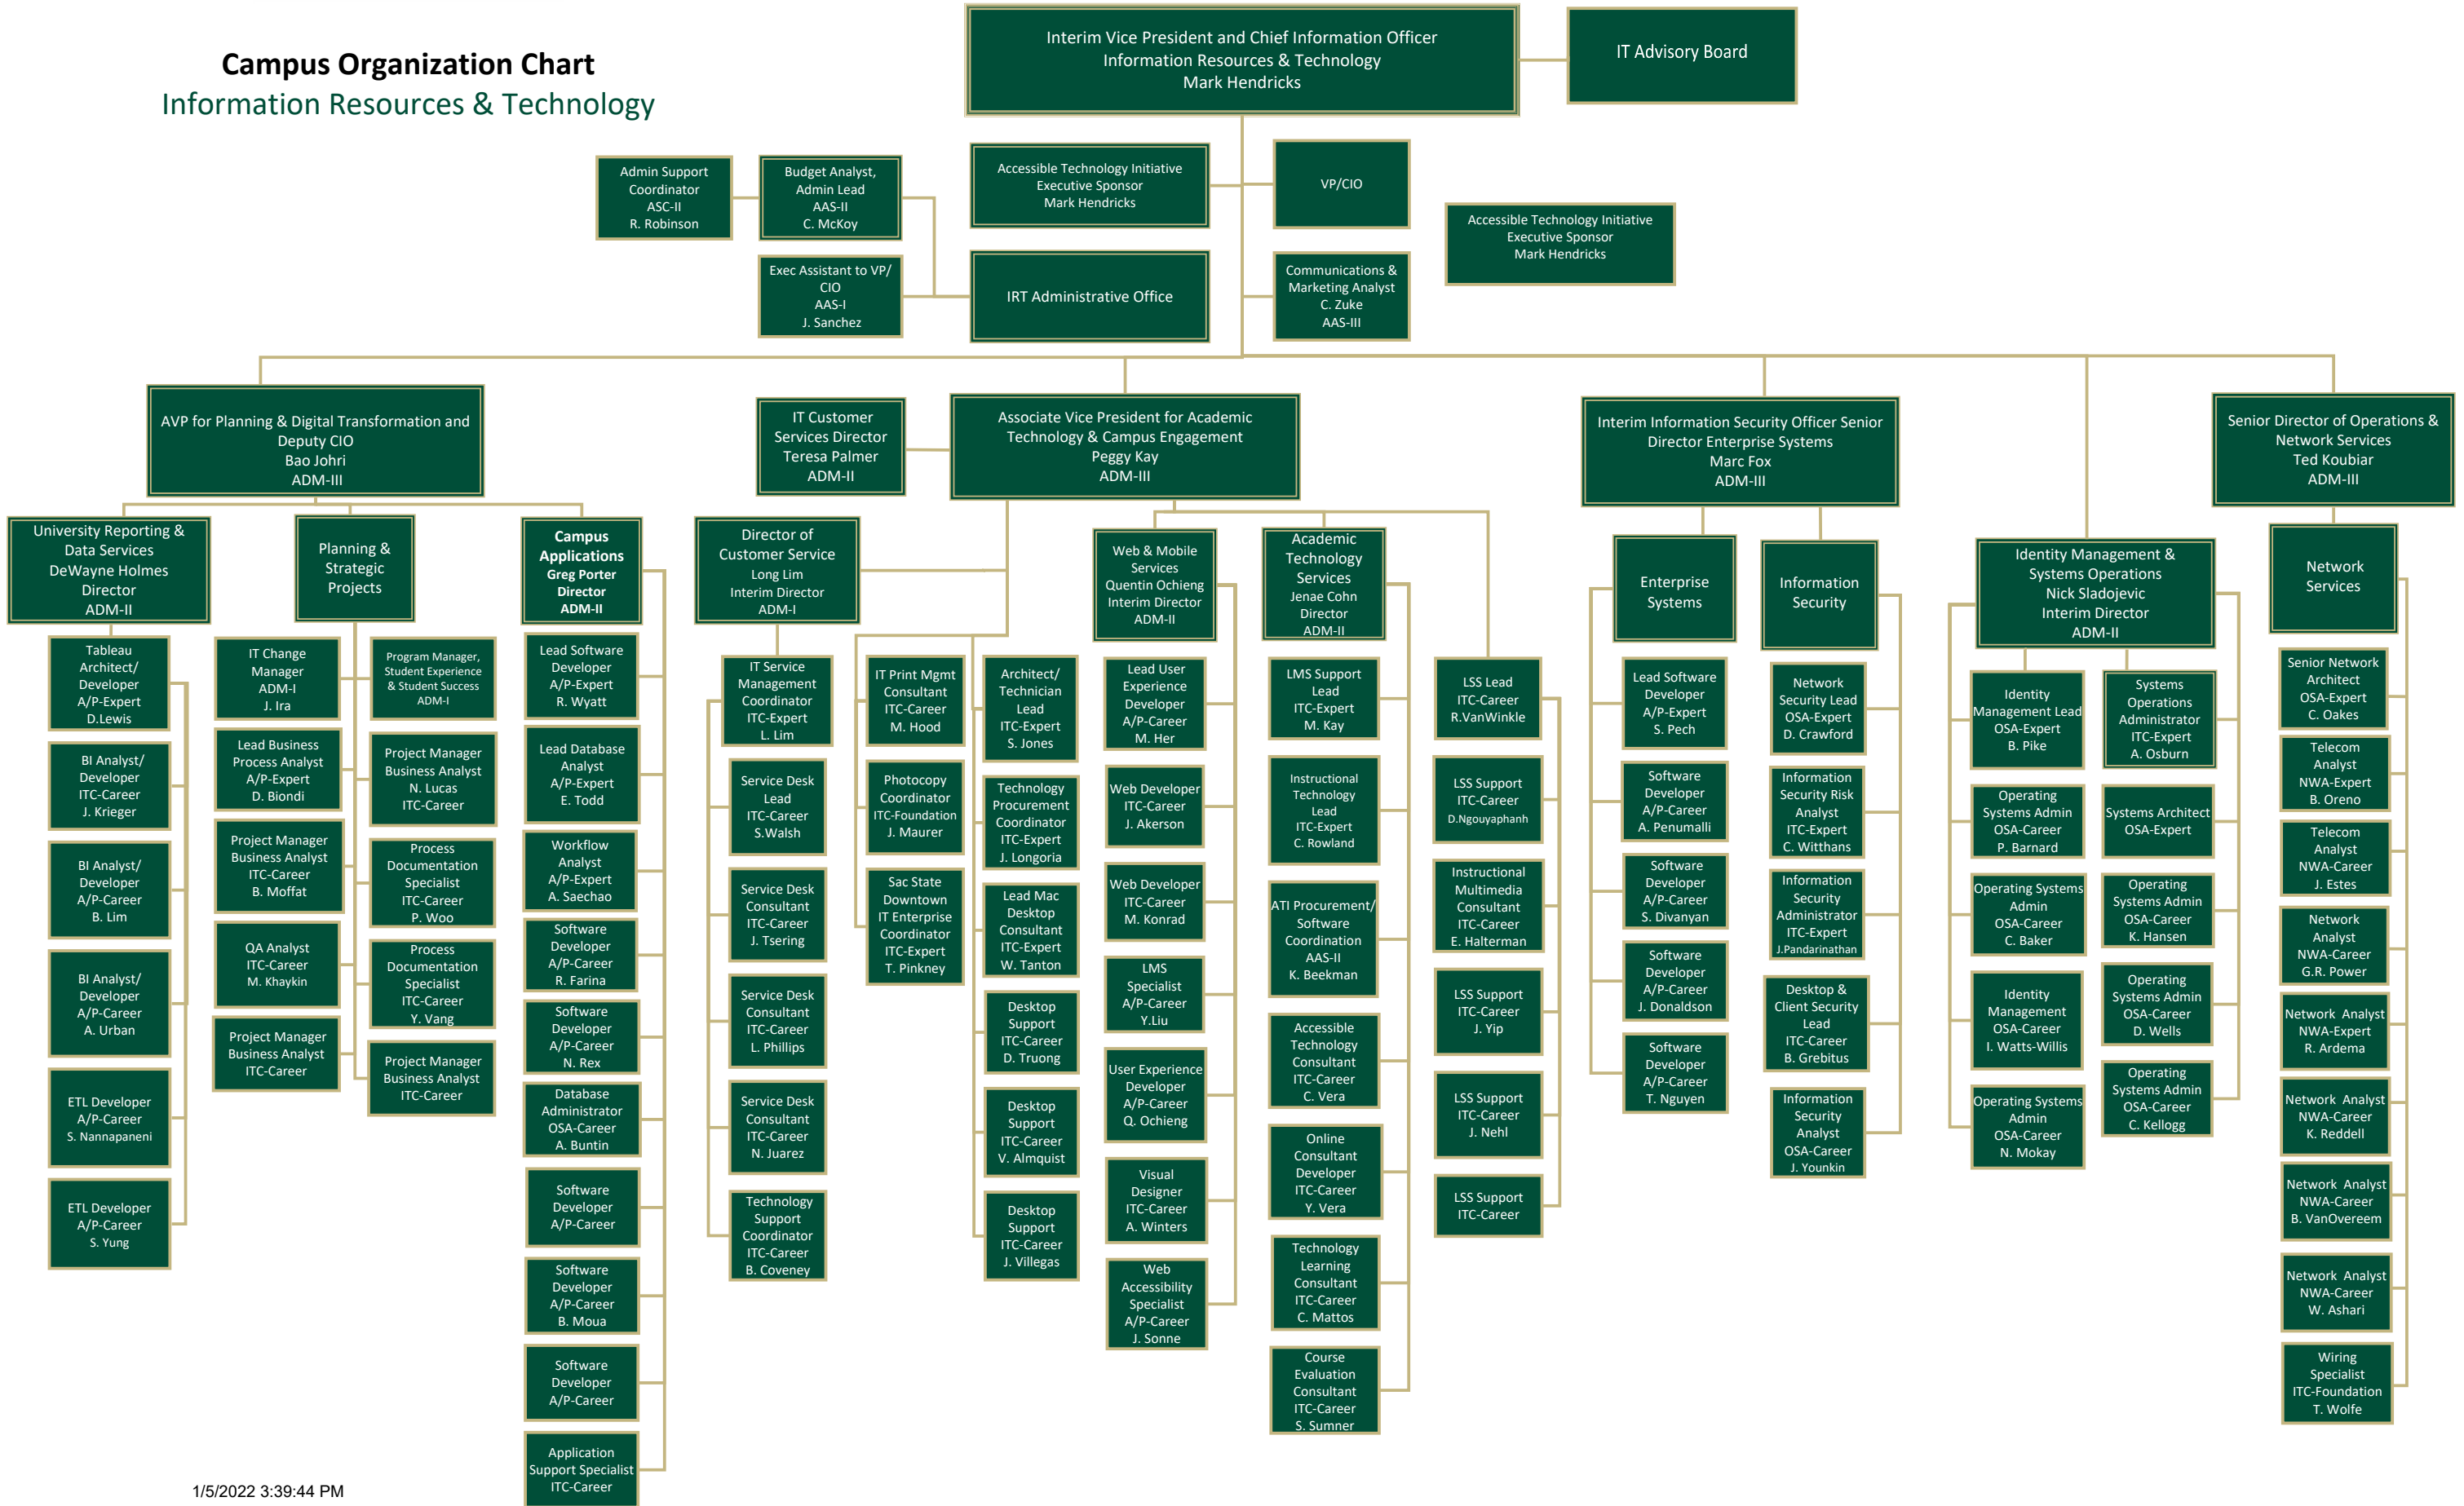 Campus Organization Chart
Information Resources & Technology
Interim Vice President and Chief Information Officer
Information Resources & Technology
Mark Hendricks
IT Advisory Board
Admin Support
Coordinator
ASC-II
R. Robinson
Budget Analyst,
Admin Lead
AAS-II
C. McKoy
Accessible Technology Initiative
Executive Sponsor
Mark Hendricks
VP/CIO
Accessible Technology Initiative
Executive Sponsor
Mark Hendricks
Exec Assistant to VP/
CIO
AAS-I
J. Sanchez
IRT Administrative Office
Communications &
Marketing Analyst
C. Zuke
AAS-III
AVP for Planning & Digital Transformation and
Deputy CIO
Bao Johri
ADM-III
IT Customer
Services Director
Teresa Palmer
ADM-II
Associate Vice President for Academic
Technology & Campus Engagement
Peggy Kay
ADM-III
Interim Information Security Officer Senior
Director Enterprise Systems
Marc Fox
ADM-III
Senior Director of Operations &
Network Services
Ted Koubiar
ADM-III
University Reporting &
Data Services
DeWayne Holmes
Director
ADM-II
Tableau
Architect/
Developer
A/P-Expert
D.Lewis
BI Analyst/
Developer
ITC-Career
J. Krieger
BI Analyst/
Developer
A/P-Career
B. Lim
BI Analyst/
Developer
A/P-Career
A. Urban
ETL Developer
A/P-Career
S. Nannapaneni
ETL Developer
A/P-Career
S. Yung
Planning &
Strategic
Projects
IT Change
Manager
ADM-I
J. Ira
Lead Business
Process Analyst
A/P-Expert
D. Biondi
Project Manager
Business Analyst
ITC-Career
B. Moffat
QA Analyst
ITC-Career
M. Khaykin
Project Manager
Business Analyst
ITC-Career
Program Manager,
Student Experience
& Student Success
ADM-I
Project Manager
Business Analyst
N. Lucas
ITC-Career
Process
Documentation
Specialist
ITC-Career
P. Woo
Process
Documentation
Specialist
ITC-Career
Y. Vang
Project Manager
Business Analyst
ITC-Career
Campus
Applications
Greg Porter
Director
ADM-II
Lead Software
Developer
A/P-Expert
R. Wyatt
Lead Database
Analyst
A/P-Expert
E. Todd
Workflow
Analyst
A/P-Expert
A. Saechao
Software
Developer
A/P-Career
R. Farina
Software
Developer
A/P-Career
N. Rex
Database
Administrator
OSA-Career
A. Buntin
Software
Developer
A/P-Career
Software
Developer
A/P-Career
B. Moua
Software
Developer
A/P-Career
Application
Support Specialist
ITC-Career
Director of
Customer Service
Long Lim
Interim Director
ADM-I
IT Service
Management
Coordinator
ITC-Expert
L. Lim
Service Desk
Lead
ITC-Career
S.Walsh
Service Desk
Consultant
ITC-Career
J. Tsering
Service Desk
Consultant
ITC-Career
L. Phillips
Service Desk
Consultant
ITC-Career
N. Juarez
Technology
Support
Coordinator
ITC-Career
B. Coveney
IT Print Mgmt
Consultant
ITC-Career
M. Hood
Photocopy
Coordinator
ITC-Foundation
J. Maurer
Sac State
Downtown
IT Enterprise
Coordinator
ITC-Expert
T. Pinkney
Architect/
Technician
Lead
ITC-Expert
S. Jones
Technology
Procurement
Coordinator
ITC-Expert
J. Longoria
Lead Mac
Desktop
Consultant
ITC-Expert
W. Tanton
Desktop
Support
ITC-Career
D. Truong
Desktop
Support
ITC-Career
V. Almquist
Desktop
Support
ITC-Career
J. Villegas
Web & Mobile
Services
Quentin Ochieng
Interim Director
ADM-II
Lead User
Experience
Developer
A/P-Career
M. Her
Web Developer
ITC-Career
J. Akerson
Web Developer
ITC-Career
M. Konrad
LMS
Specialist
A/P-Career
Y.Liu
User Experience
Developer
A/P-Career
Q. Ochieng
Visual
Designer
ITC-Career
A. Winters
Web
Accessibility
Specialist
A/P-Career
J. Sonne
Academic
Technology
Services
Jenae Cohn
Director
ADM-II
LMS Support
Lead
ITC-Expert
M. Kay
Instructional
Technology
Lead
ITC-Expert
C. Rowland
ATI Procurement/
Software
Coordination
AAS-II
K. Beekman
Accessible
Technology
Consultant
ITC-Career
C. Vera
Online
Consultant
Developer
ITC-Career
Y. Vera
Technology
Learning
Consultant
ITC-Career
C. Mattos
Course
Evaluation
Consultant
ITC-Career
S. Sumner
LSS Lead
ITC-Career
R.VanWinkle
LSS Support
ITC-Career
D.Ngouyaphanh
Instructional
Multimedia
Consultant
ITC-Career
E. Halterman
LSS Support
ITC-Career
J. Yip
LSS Support
ITC-Career
J. Nehl
LSS Support
ITC-Career
Enterprise
Systems
Lead Software
Developer
A/P-Expert
S. Pech
Software
Developer
A/P-Career
A. Penumalli
Software
Developer
A/P-Career
S. Divanyan
Software
Developer
A/P-Career
J. Donaldson
Software
Developer
A/P-Career
T. Nguyen
Information
Security
Network
Security Lead
OSA-Expert
D. Crawford
Information
Security Risk
Analyst
ITC-Expert
C. Witthans
Information
Security
Administrator
ITC-Expert
J.Pandarinathan
Desktop &
Client Security
Lead
ITC-Career
B. Grebitus
Information
Security
Analyst
OSA-Career
J. Younkin
Identity Management &
Systems Operations
Nick Sladojevic
Interim Director
ADM-II
Identity
Management Lead
OSA-Expert
B. Pike
Operating
Systems Admin
OSA-Career
P. Barnard
Operating Systems
Admin
OSA-Career
C. Baker
Identity
Management
OSA-Career
I. Watts-Willis
Operating Systems
Admin
OSA-Career
N. Mokay
Systems
Operations
Administrator
ITC-Expert
A. Osburn
Systems Architect
OSA-Expert
Operating
Systems Admin
OSA-Career
K. Hansen
Operating
Systems Admin
OSA-Career
D. Wells
Operating
Systems Admin
OSA-Career
C. Kellogg
Network
Services
Senior Network
Architect
OSA-Expert
C. Oakes
Telecom
Analyst
NWA-Expert
B. Oreno
Telecom
Analyst
NWA-Career
J. Estes
Network
Analyst
NWA-Career
G.R. Power
Network Analyst
NWA-Expert
R. Ardema
Network Analyst
NWA-Career
K. Reddell
Network Analyst
NWA-Career
B. VanOvereem
Network Analyst
NWA-Career
W. Ashari
Wiring
Specialist
ITC-Foundation
T. Wolfe
1/5/2022 3:39:44 PM